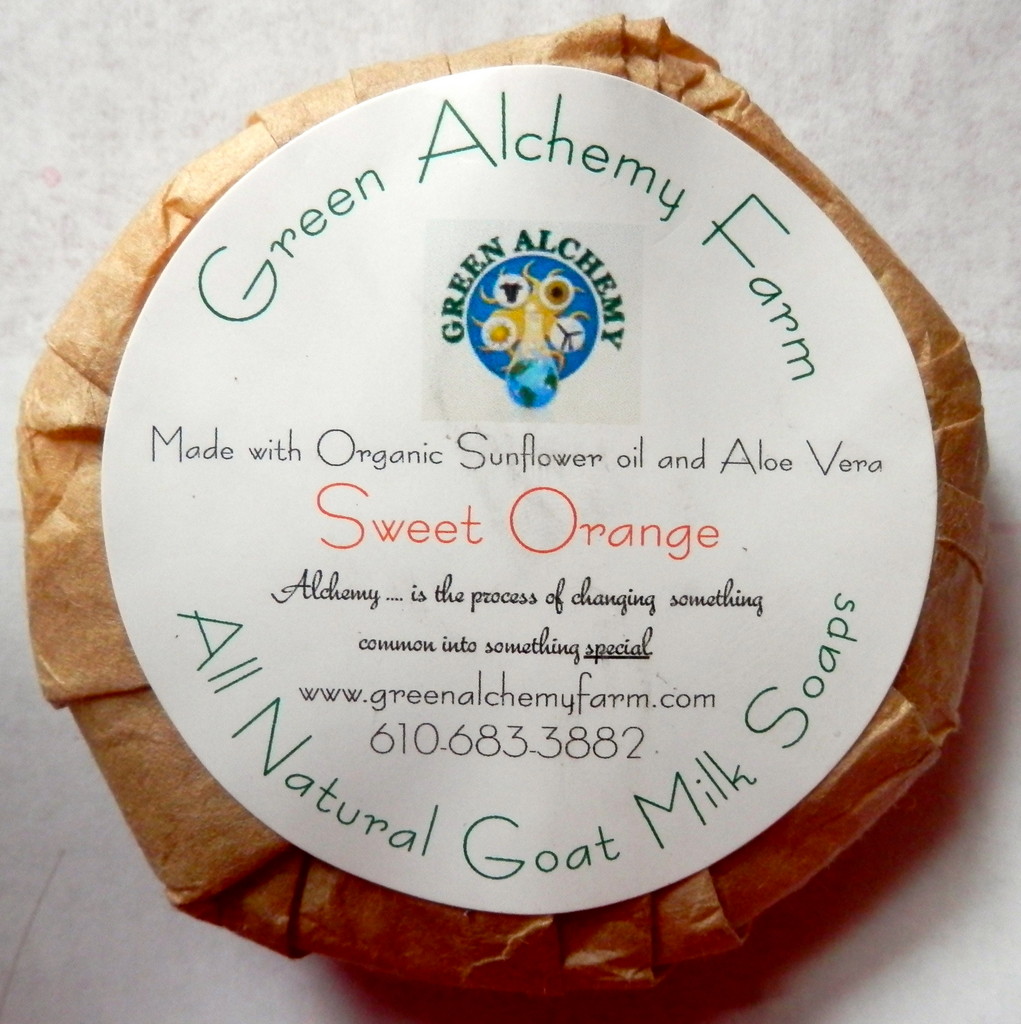 Green Alchemy Farm
GREEN ALCHEMY
Made with Organic Sunflower oil and Aloe Vera
Sweet Orange
Alchemy .... is the process of changing something
common into something special
www.greenalchemyfarm.com
610-683-3882
All Natural Goat Milk Soaps